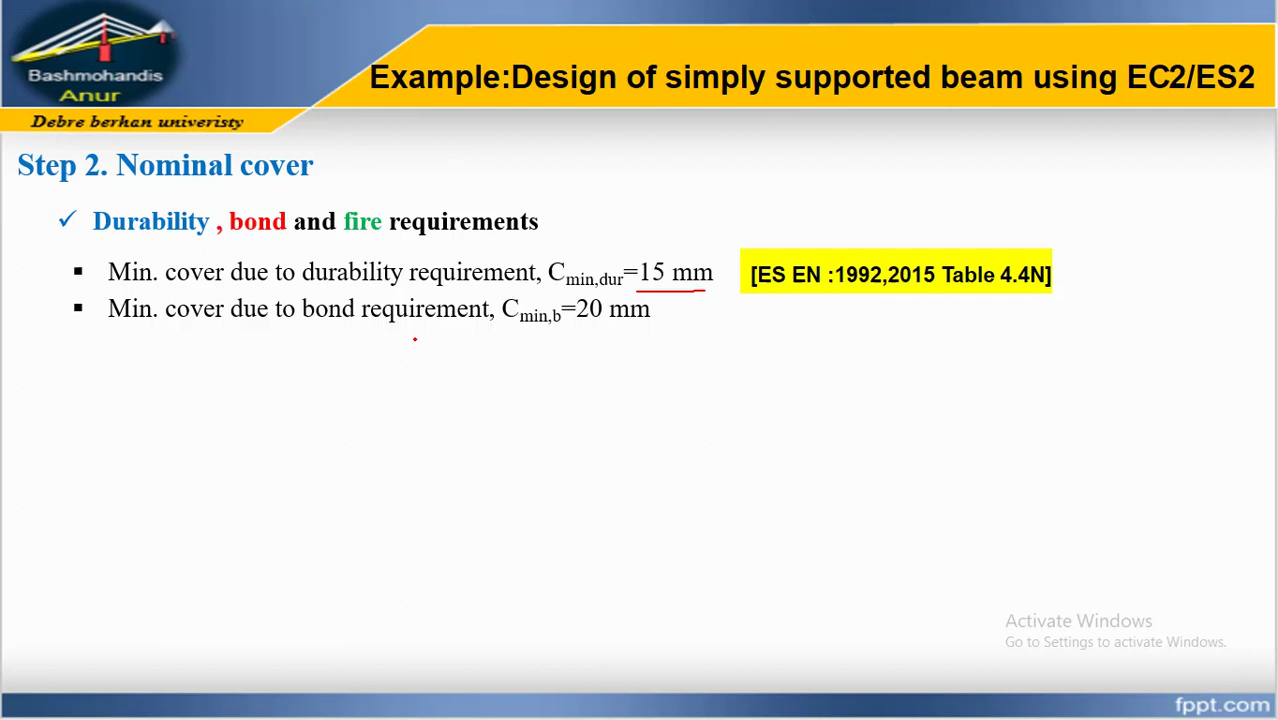 Bashmohandis
Anur
Debre berhan univeristy
Example:Design of simply supported beam using EC2/ES2
Step 2. Nominal cover
✓ Durability , bond and fire requirements
▪ Min. cover due to durability requirement, Cmin,dur=15 mm [ES EN :1992,2015 Table 4.4N]
▪ Min. cover due to bond requirement, Cmin,b=20 mm
Activate Windows
Go to Settings to activate Windows.
fppt.com